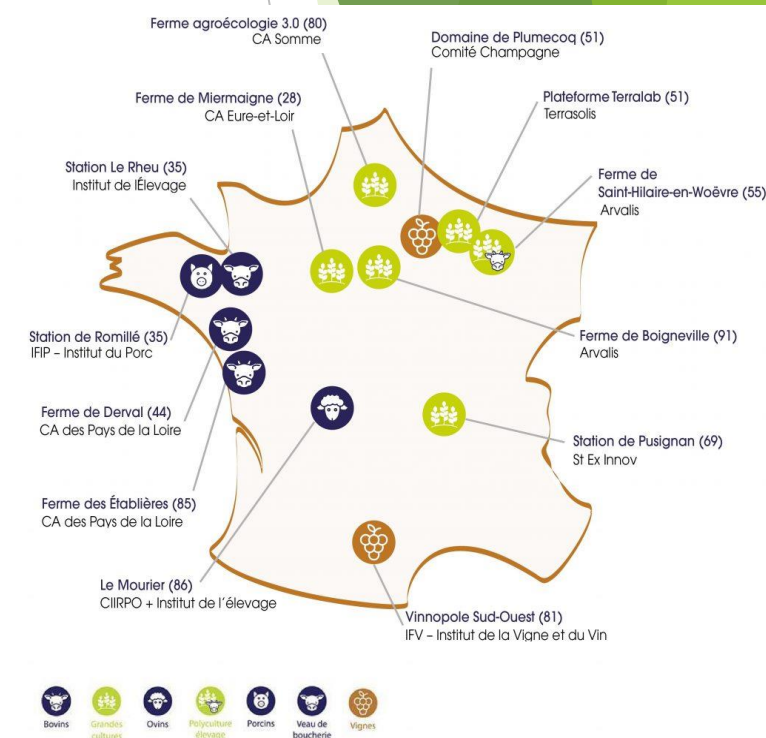 Ferme agroécologie 3.0 (80)
CA Somme
Domaine de Plumecoq (51)
Comité Champagne
Ferme de Miermaigne (28)
CA Eure-et-Loir
Plateforme Terralab (51)
Terrasolis
Station Le Rheu (35)
Institut de lÉlevage
Ferme de
Saint-Hilaire-en-Woëvre (55)
Arvalis
Station de Romillé (35)
IFIP – Institut du Porc
Ferme de Boigneville (91)
Arvalis
Ferme de Derval (44)
CA des Pays de la Loire
Station de Pusignan (69)
St Ex Innov
Ferme des Établières (85)
CA des Pays de la Loire
Le Mourier (86)
CIIRPO + Institut de l'élevage
Vinnopole Sud-Ouest (81)
IFV – Institut de la Vigne et du Vin
Bovins
Grandes
cultures
Ovins
Polyculture
élevage
Porcins
Veau de
boucherie
Vignes